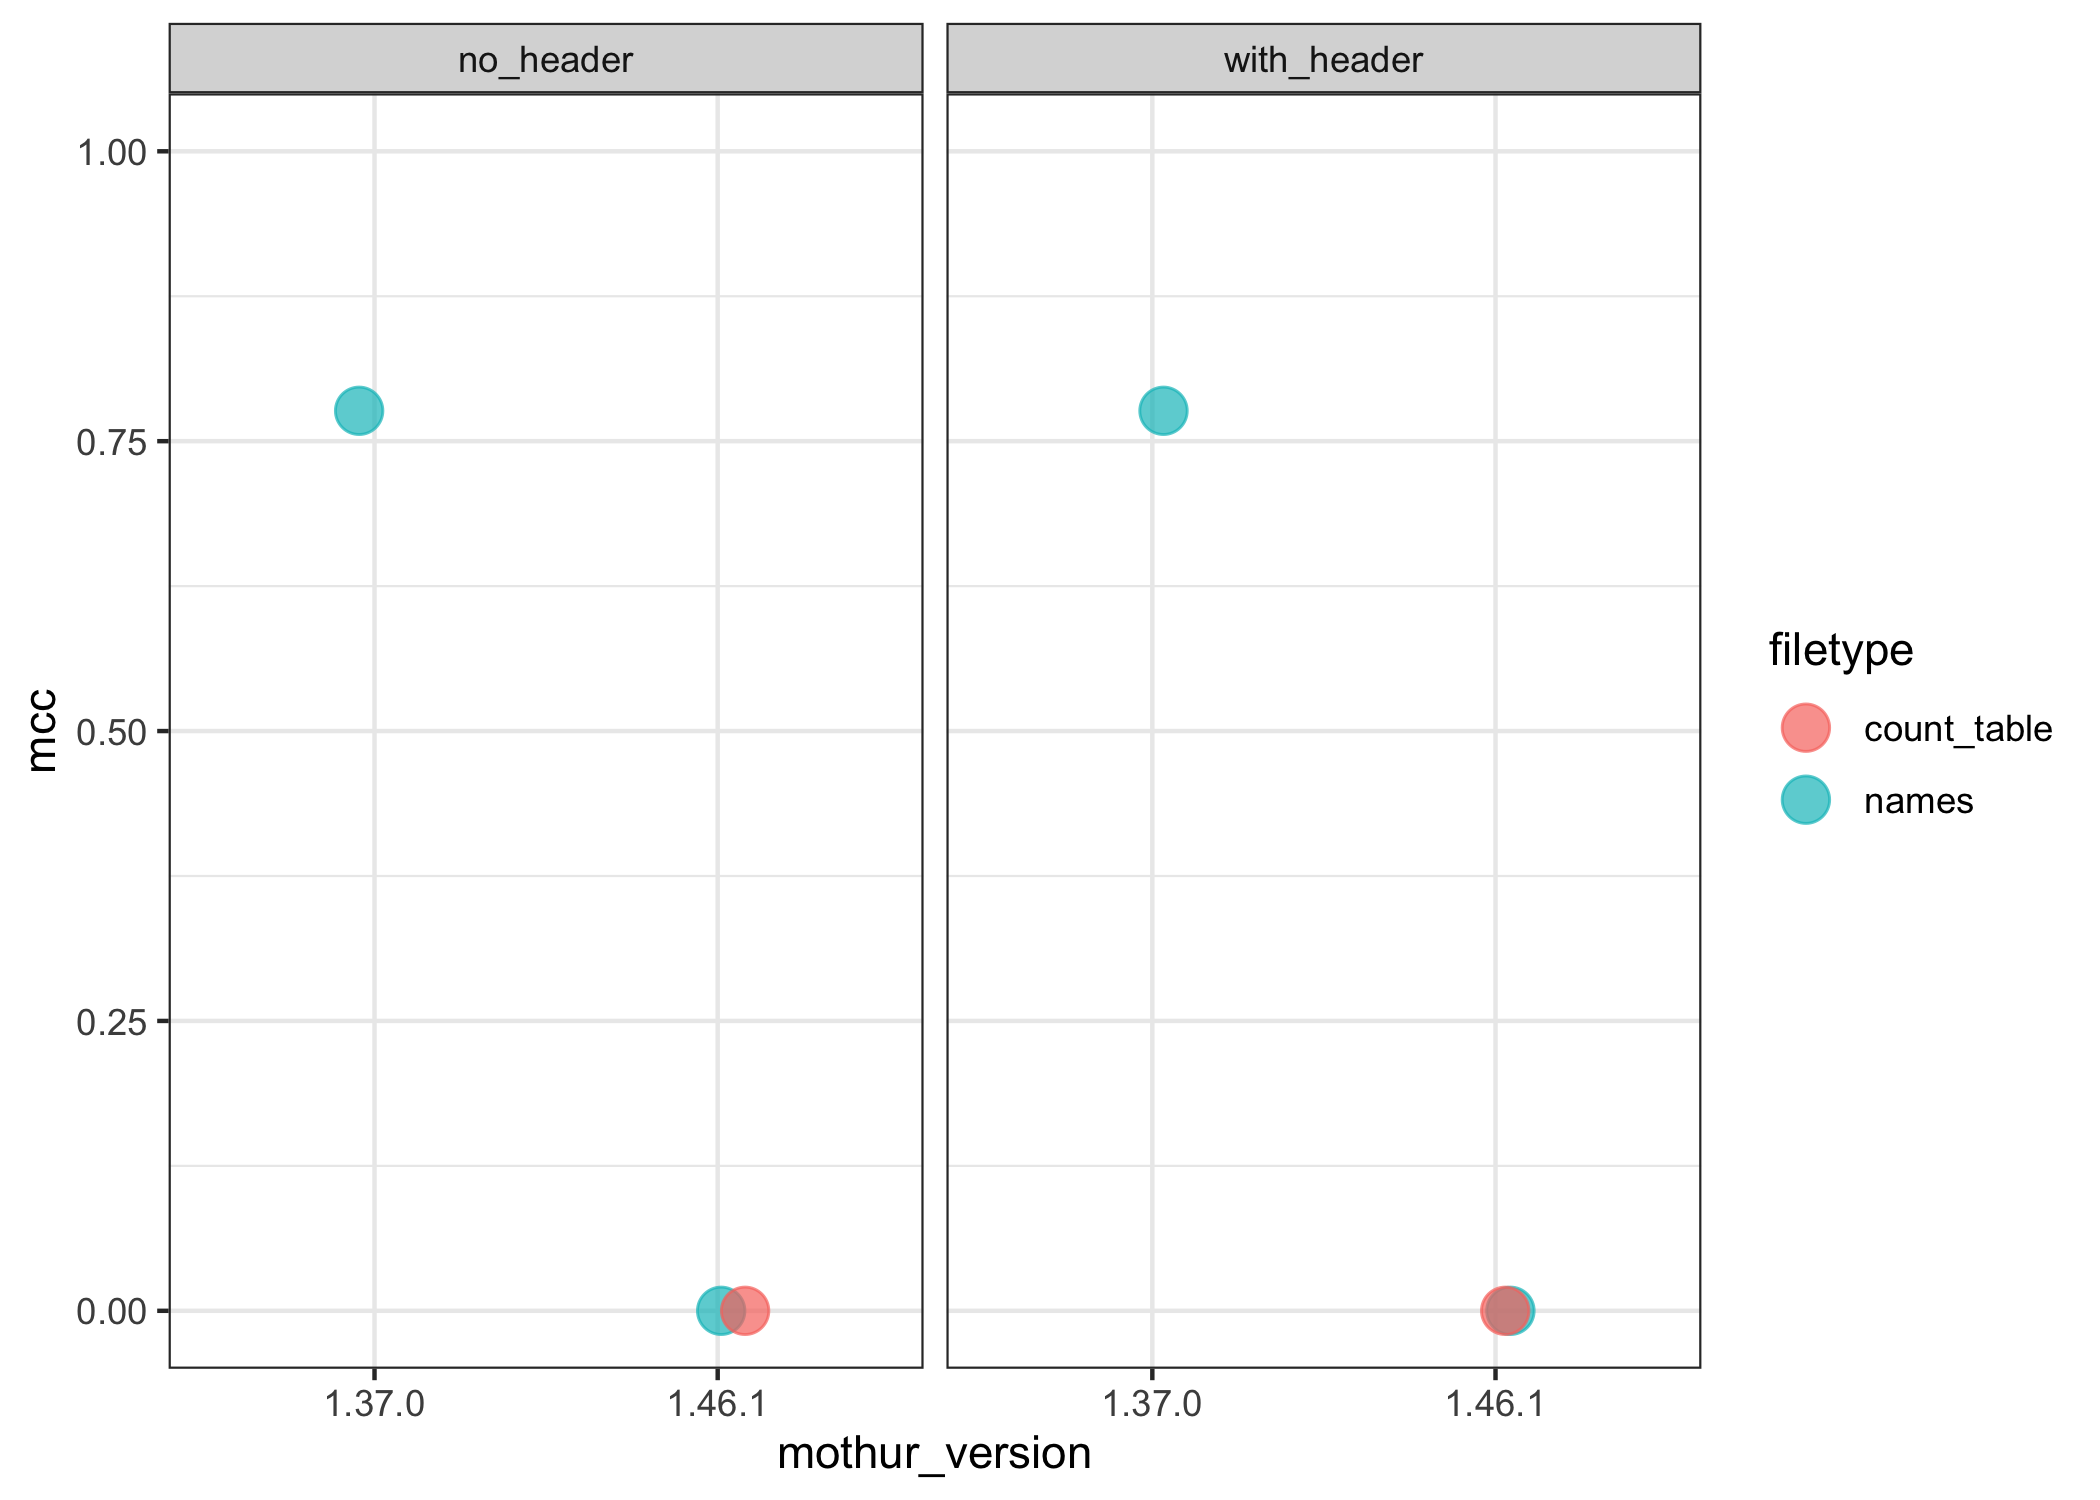 no_header
with_header
1.00
0.75
0.50
0.25
0.00
mcc
1.37.0
1.46.1
1.37.0
1.46.1
mothur_version
filetype
count_table
names